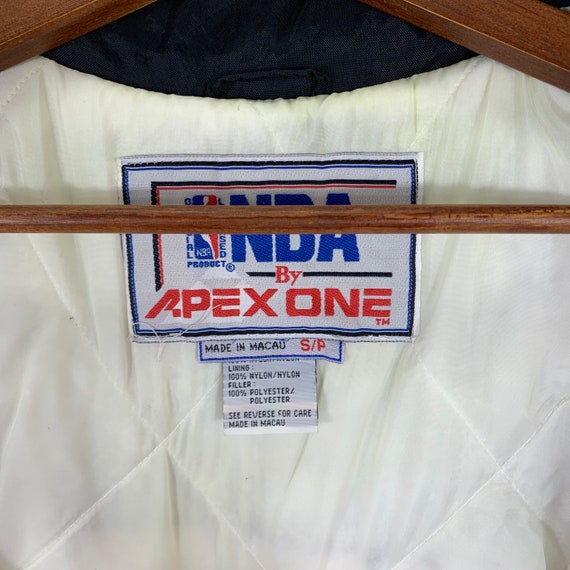 NBA
NBA
PRODUCT®
By
APEX ONE
TM
MADE IN MACAU S/P
LINING:
100% NYLON/NYLON
FILLER:
100% POLYESTER/
POLYESTER
SEE REVERSE FOR CARE
MADE IN MACAU